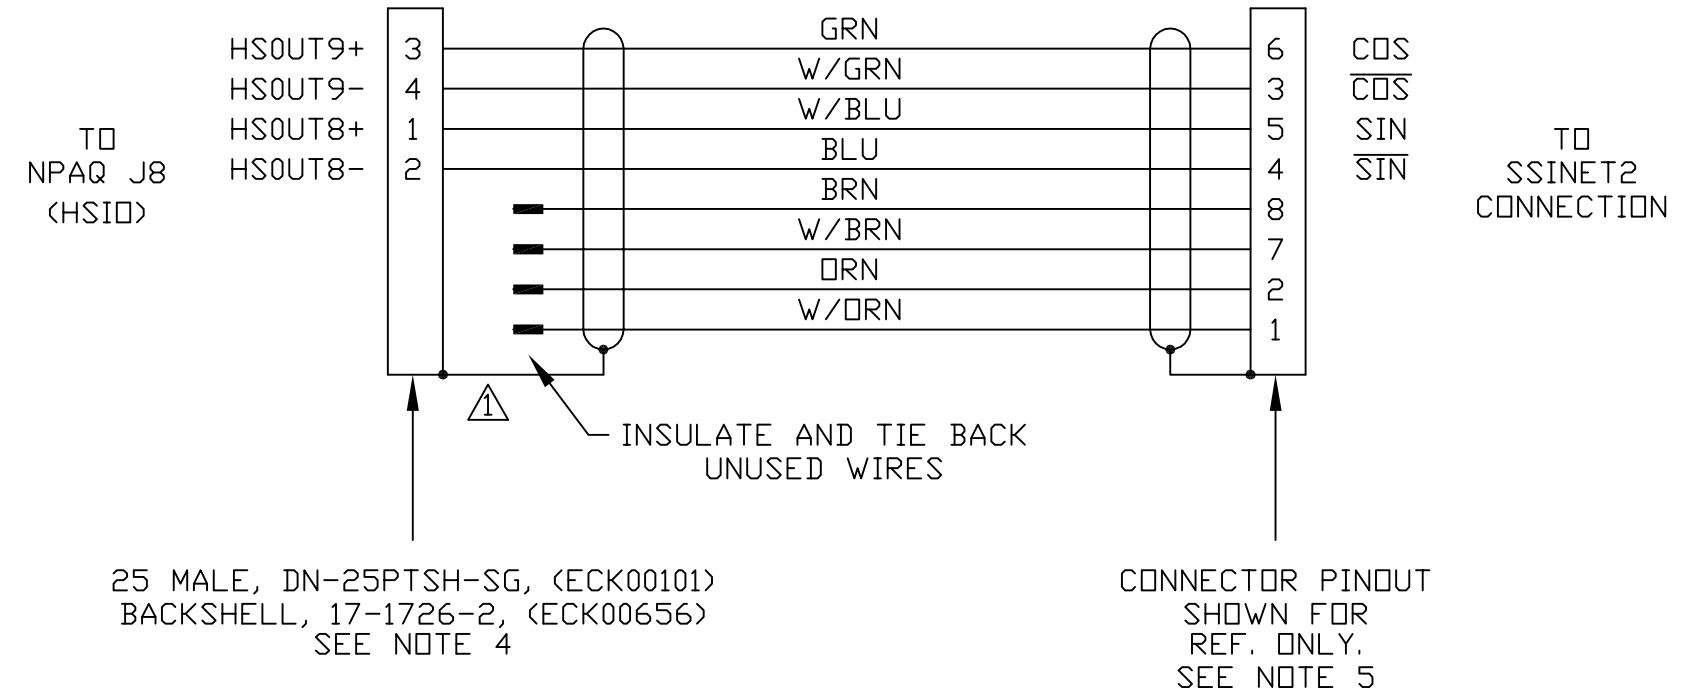 GRN
HSOUT9+ 3 6 COS
W/GRN
HSOUT9- 4 3 COS
W/BLU
HSOUT8+ 1 5 SIN
BLU
HSOUT8- 2 4 SIN
TO
NPAQ J8
(HSIO)
TO
SSINET2
CONNECTION
BRN
8
W/BRN
7
ORN
2
W/ORN
1
1
INSULATE AND TIE BACK
UNUSED WIRES
25 MALE, DN-25PTSH-SG, (ECK00101)
BACKSHELL, 17-1726-2, (ECK00656)
SEE NOTE 4
CONNECTOR PINOUT
SHOWN FOR
REF. ONLY.
SEE NOTE 5